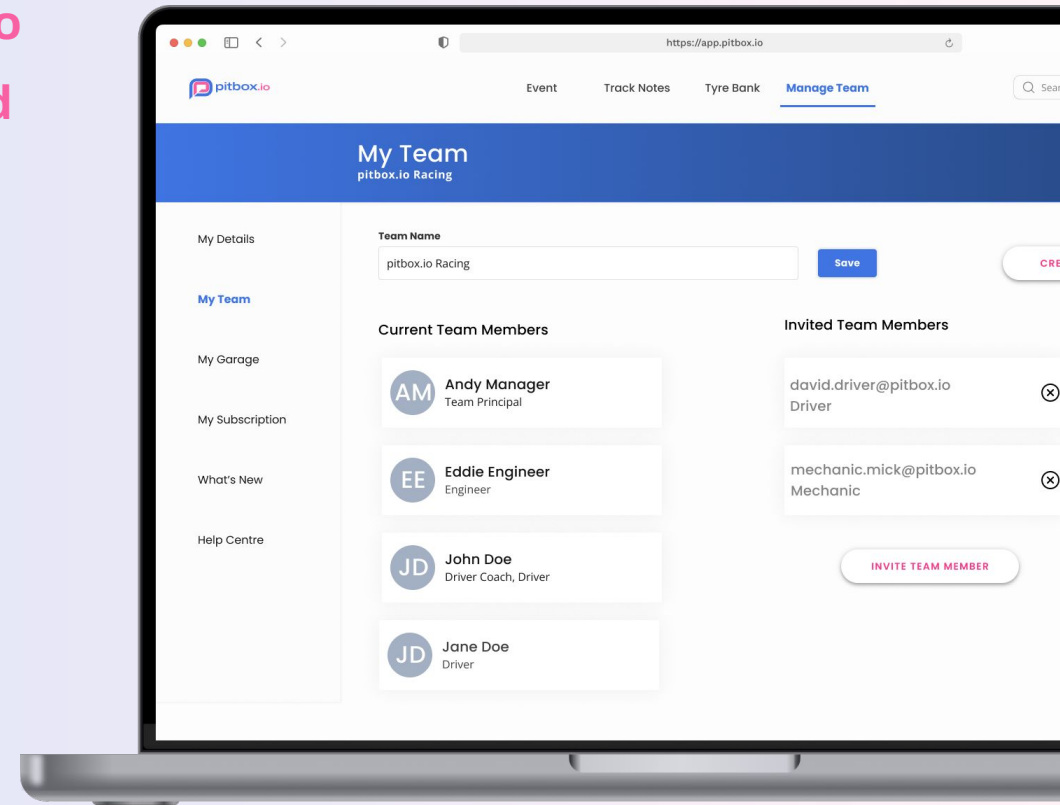 o
d
https://app.pitbox.io
pitbox.io
Event
Track Notes
Tyre Bank
Manage Team
My Team
pitbox.io Racing
My Details
My Team
My Garage
My Subscription
What's New
Help Centre
Team Name
pitbox.io Racing
Save
Current Team Members
AM
Andy Manager
Team Principal
EE
Eddie Engineer
Engineer
JD
John Doe
Driver Coach, Driver
JD
Jane Doe
Driver
Invited Team Members
david.driver@pitbox.io
Driver
mechanic.mick@pitbox.io
Mechanic
INVITE TEAM MEMBER